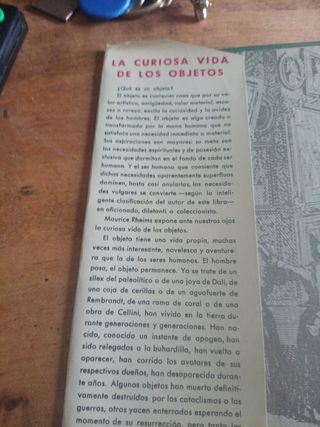 LA CURIOSA VIDA
DE LOS OBJETOS
¿Qué es un objeto?
El objeto es cualquier cosa que por su va-
lor artístico, antigüedad, valor material, esca-
sez o rareza, excita la curiosidad y la avidez
de los hombres. El objeto es algo creado o
transformado por la mano humana que no
satisface una necesidad inmediata o material.
Sus aspiraciones son mayores: su meta son
las necesidades espirituales y de posesión ex-
clusiva que dormitan en el fondo de cada ser
humano. Y el ser humano que consiente que
dichas necesidades aparentemente superfluas
dominen, hasta casi anularlas, las necesida-
des vulgares se convierte —según la inteli-
gente clasificación del autor de este libro—
en aficionado, diletanti o coleccionista.
Maurice Rheims expone ante nuestros ojos
la curiosa vida de los objetos.
El objeto tiene una vida propia, muchas
veces más interesante, novelesca y aventure-
ra que la de los seres humanos. El hombre
pasa, el objeto permanece. Ya se trate de un
sílex del paleolítico o de una joya de Dalí, de
una caja de cerillas o de un aguafuerte de
Rembrandt, de una rama de coral o de una
obra de Cellini, han vivido en la tierra du-
rante generaciones y generaciones. Han na-
cido, conocido un instante de apogeo, han
sido relegados a la buhardilla, han vuelto a
aparecer, han corrido los avatares de sus
respectivos dueños, han desaparecido duran-
te años. Algunos objetos han muerto definiti-
vamente destruidos por los cataclismos o las
guerras, otros yacen enterrados esperando el
momento de su resurrección, pero tanto los